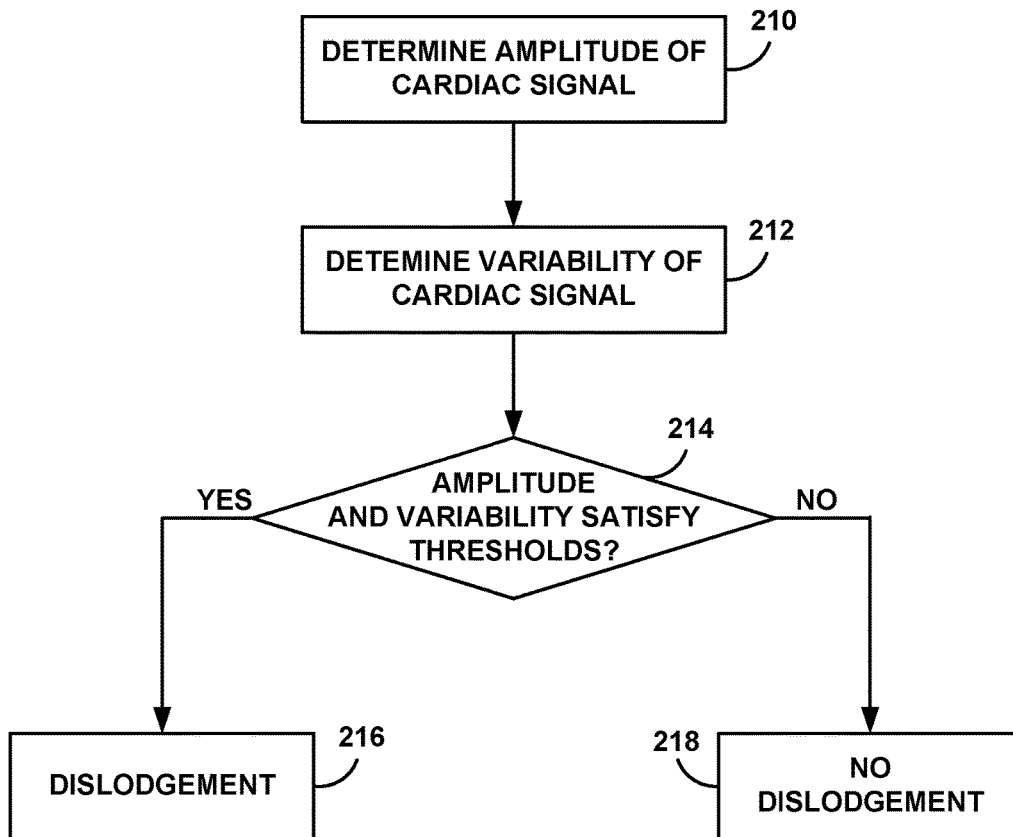 210
DETERMINE AMPLITUDE OF
CARDIAC SIGNAL
212
DETEMINE VARIABILITY OF
CARDIAC SIGNAL
214
AMPLITUDE
AND VARIABILITY SATISFY
THRESHOLDS?
YES
NO
216
DISLODGEMENT
218
NO
DISLODGEMENT